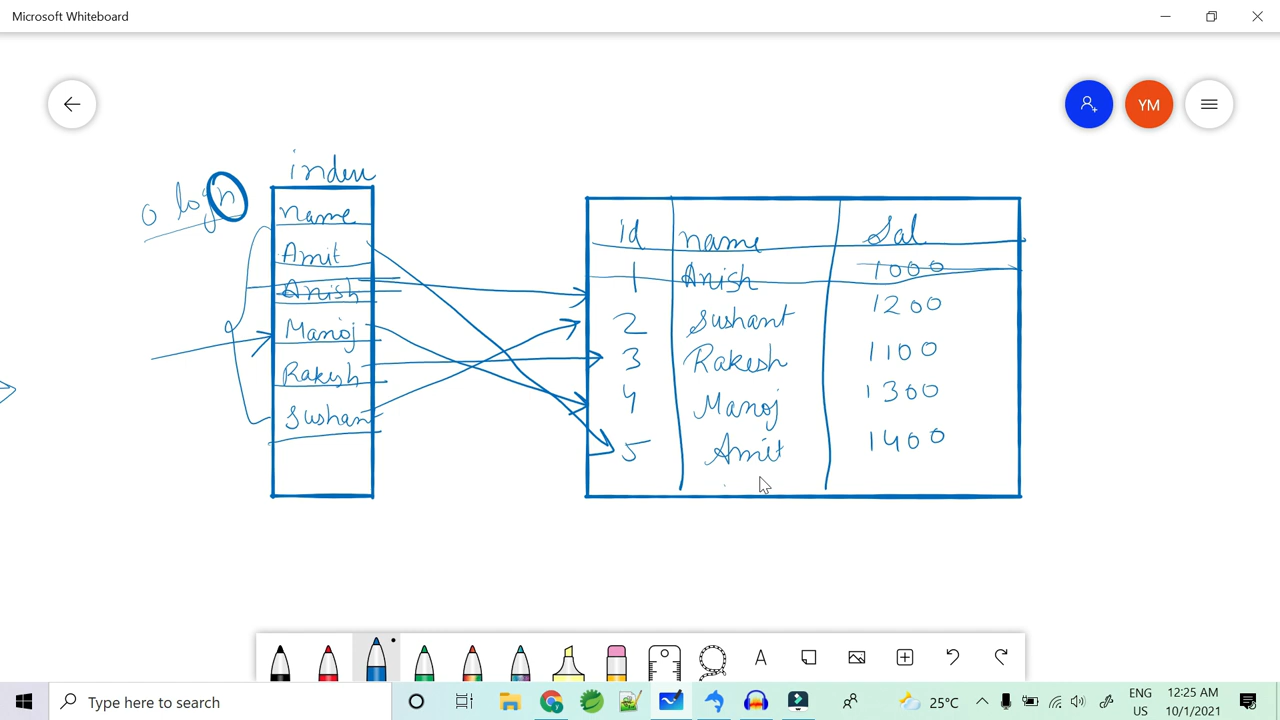 Microsoft Whiteboard
YM
index
o logn
name
Amit
Anish
Manoj
Rakesh
Sushan
id name Sal
1 Anish 1000
2 Sushant 1200
3 Rakesh 1100
4 Manoj 1300
5 Amit 1400
Type here to search
25°C
ENG
US
12:25 AM
10/1/2021